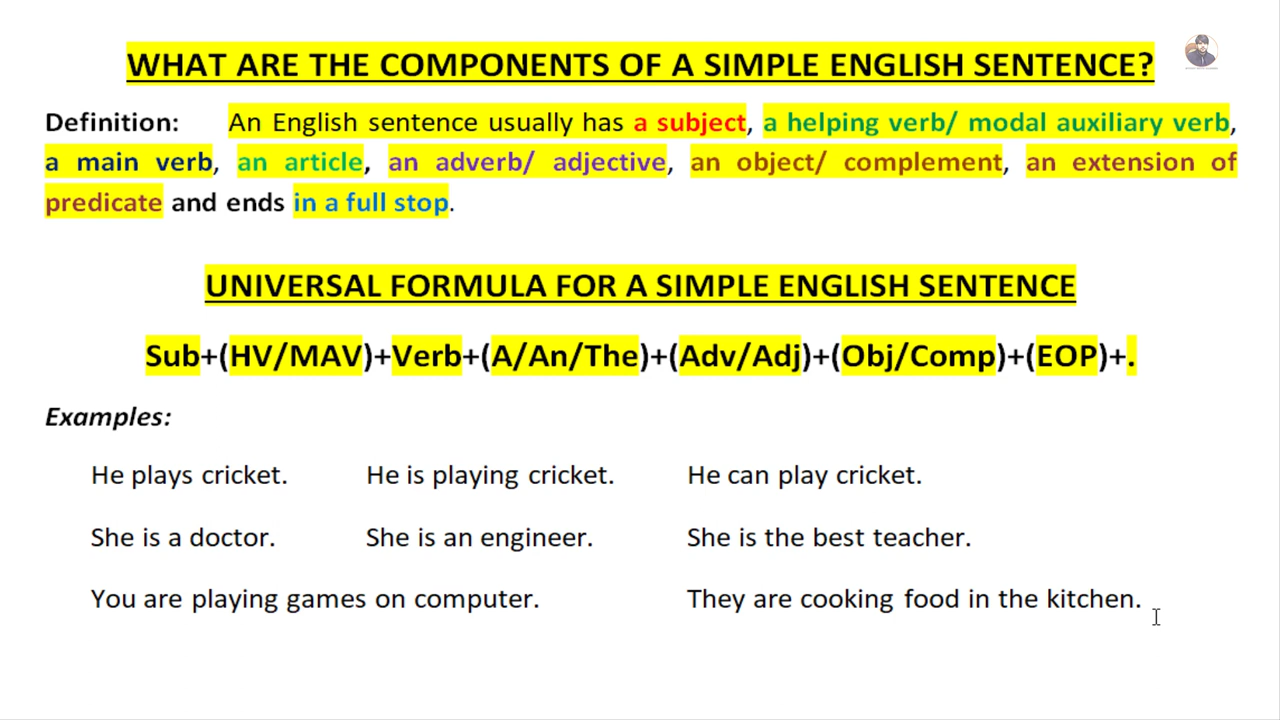 WHAT ARE THE COMPONENTS OF A SIMPLE ENGLISH SENTENCE?
Definition: An English sentence usually has a subject, a helping verb/ modal auxiliary verb,
a main verb, an article, an adverb/ adjective, an object/ complement, an extension of
predicate and ends in a full stop.
UNIVERSAL FORMULA FOR A SIMPLE ENGLISH SENTENCE
Sub+(HV/MAV)+Verb+(A/An/The)+(Adv/Adj)+(Obj/Comp)+(EOP)+.
Examples:
He plays cricket. He is playing cricket. He can play cricket.
She is a doctor. She is an engineer. She is the best teacher.
You are playing games on computer. They are cooking food in the kitchen.